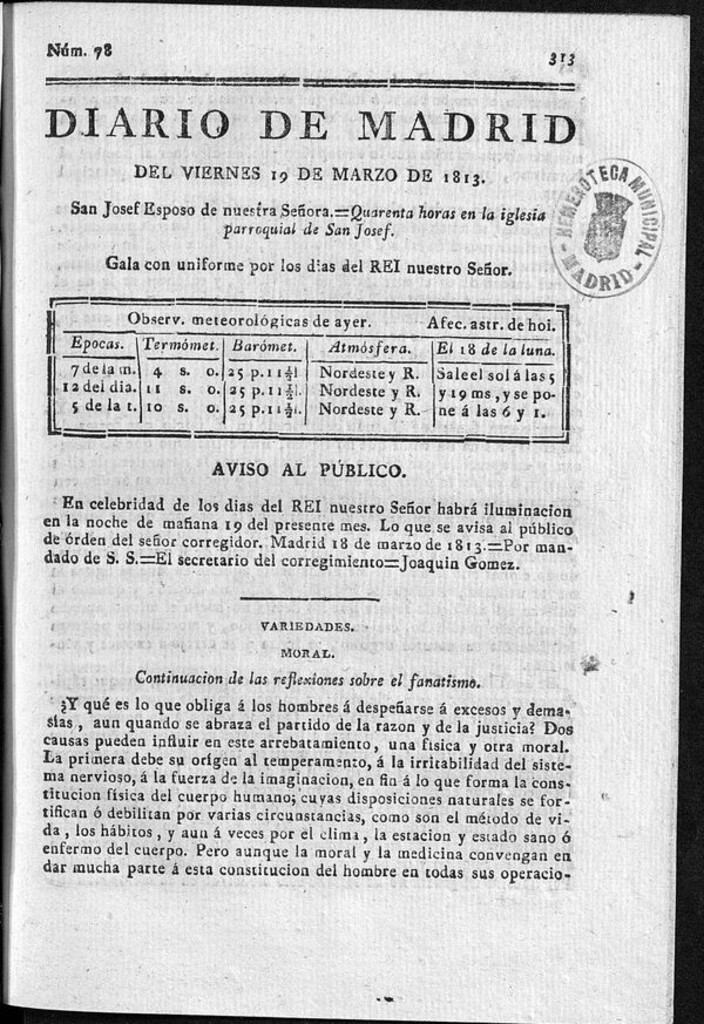 Núm. 78
313
DIARIO DE MADRID
DEL VIERNES 19 DE MARZO DE 1813.
San Josef Esposo de nuestra Señora.=Quarenta horas en la iglesia
parroquial de San Josef.
Gala con uniforme por los dias del REI nuestro Señor.
HEMEROTECA MUNICIPAL
MADRID
Observ. meteorológicas de ayer. Afec. astr. de hoi.
Epocas. Termómet. Barómet. Atmósfera. El 18 de la luna.
7 de la m. 4 s. o. 25 p. 11 ½ l Nordeste y R. Sale el sol á las 5
12 del dia. 11 s. o. 25 p. 11 ½ l. Nordeste y R. y 19 ms, y se po-
5 de la t. 10 s. o. 25 p. 11 ½ l. Nordeste y R. ne á las 6 y 1.
AVISO AL PÚBLICO.
En celebridad de los dias del REI nuestro Señor habrá iluminacion
en la noche de mañana 19 del presente mes. Lo que se avisa al público
de órden del señor corregidor. Madrid 18 de marzo de 1813.=Por man-
dado de S. S.=El secretario del corregimiento=Joaquin Gomez.
VARIEDADES.
MORAL.
Continuacion de las reflexiones sobre el fanatismo.
¿Y qué es lo que obliga á los hombres á despeñarse á excesos y dema-
sías, aun quando se abraza el partido de la razon y de la justicia? Dos
causas pueden influir en este arrebatamiento, una física y otra moral.
La primera debe su orígen al temperamento, á la irritabilidad del siste-
ma nervioso, á la fuerza de la imaginacion, en fin á lo que forma la cons-
titucion física del cuerpo humano; cuyas disposiciones naturales se for-
tifican ó debilitan por varias circunstancias, como son el método de vi-
da, los hábitos, y aun á veces por el clima, la estacion y estado sano ó
enfermo del cuerpo. Pero aunque la moral y la medicina convengan en
dar mucha parte á esta constitucion del hombre en todas sus operacio-